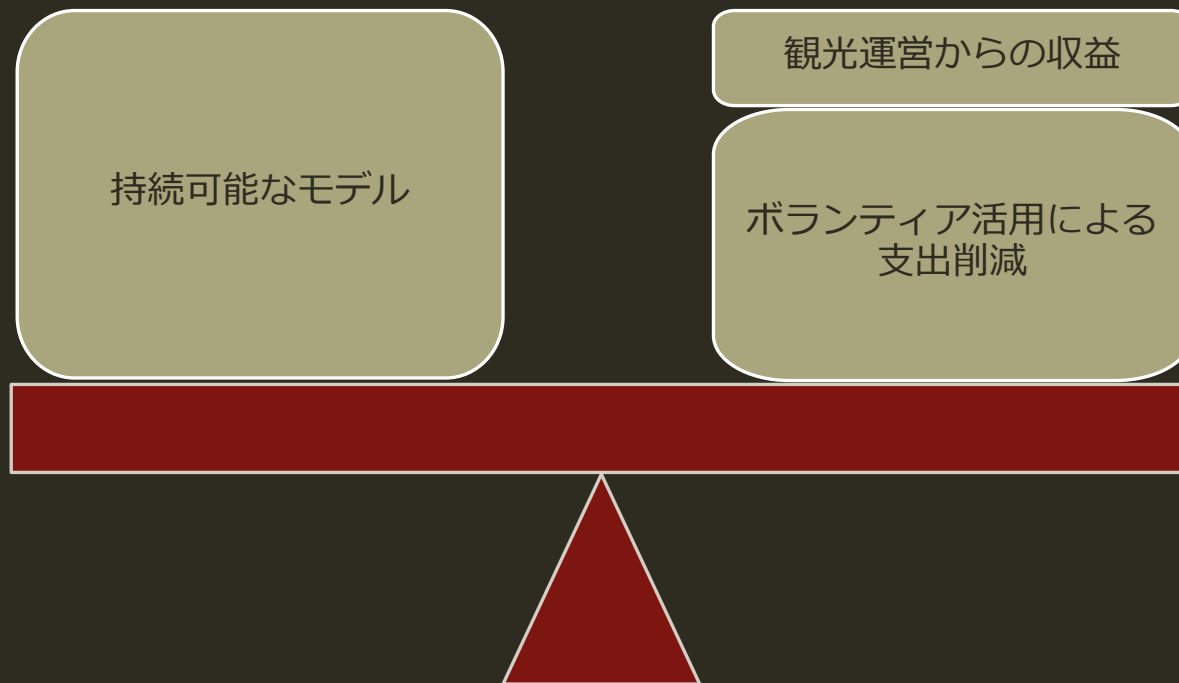 持続可能なモデル
観光運営からの収益
ボランティア活用による
支出削減